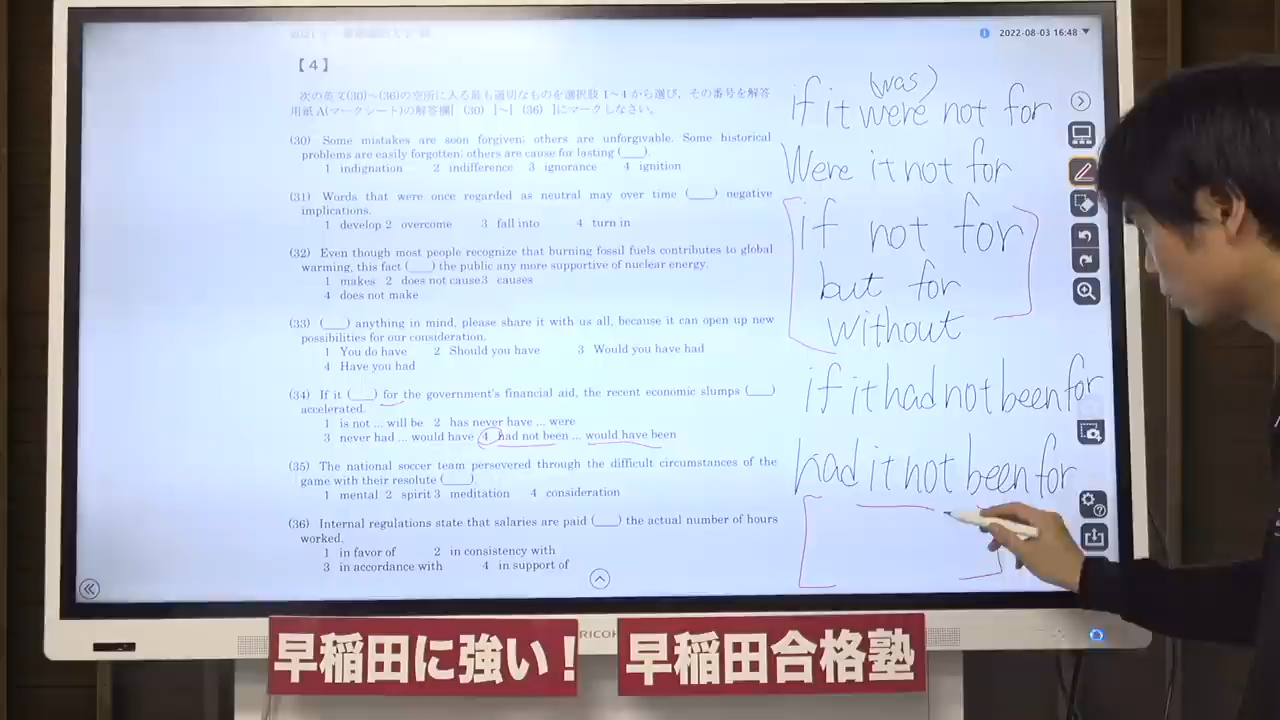 2022-08-03 16:48
【4】
次の英文(30)~(36)の空所に入る最も適切なものを選択肢 1~4 から選び, その番号を解答
用紙 A(マークシート)の解答欄[ (30) ]~[ (36) ]にマークしなさい。
(30) Some mistakes are soon forgiven; others are unforgivable. Some historical
problems are easily forgotten; others are cause for lasting (___).
1 indignation 2 indifference 3 ignorance 4 ignition
(31) Words that were once regarded as neutral may over time (___) negative
implications.
1 develop 2 overcome 3 fall into 4 turn in
(32) Even though most people recognize that burning fossil fuels contributes to global
warming, this fact (___) the public any more supportive of nuclear energy.
1 makes 2 does not cause 3 causes
4 does not make
(33) (___) anything in mind, please share it with us all, because it can open up new
possibilities for our consideration.
1 You do have 2 Should you have 3 Would you have had
4 Have you had
(34) If it (___) for the government's financial aid, the recent economic slumps (___)
accelerated.
1 is not ... will be 2 has never have ... were
3 never had ... would have 4 had not been ... would have been
(35) The national soccer team persevered through the difficult circumstances of the
game with their resolute (___).
1 mental 2 spirit 3 meditation 4 consideration
(36) Internal regulations state that salaries are paid (___) the actual number of hours
worked.
1 in favor of 2 in consistency with
3 in accordance with 4 in support of
(was)
if it were not for
Were it not for
if not for
but for
without
if it had not been for
had it not been for
RICOH
早稲田に強い!
早稲田合格塾